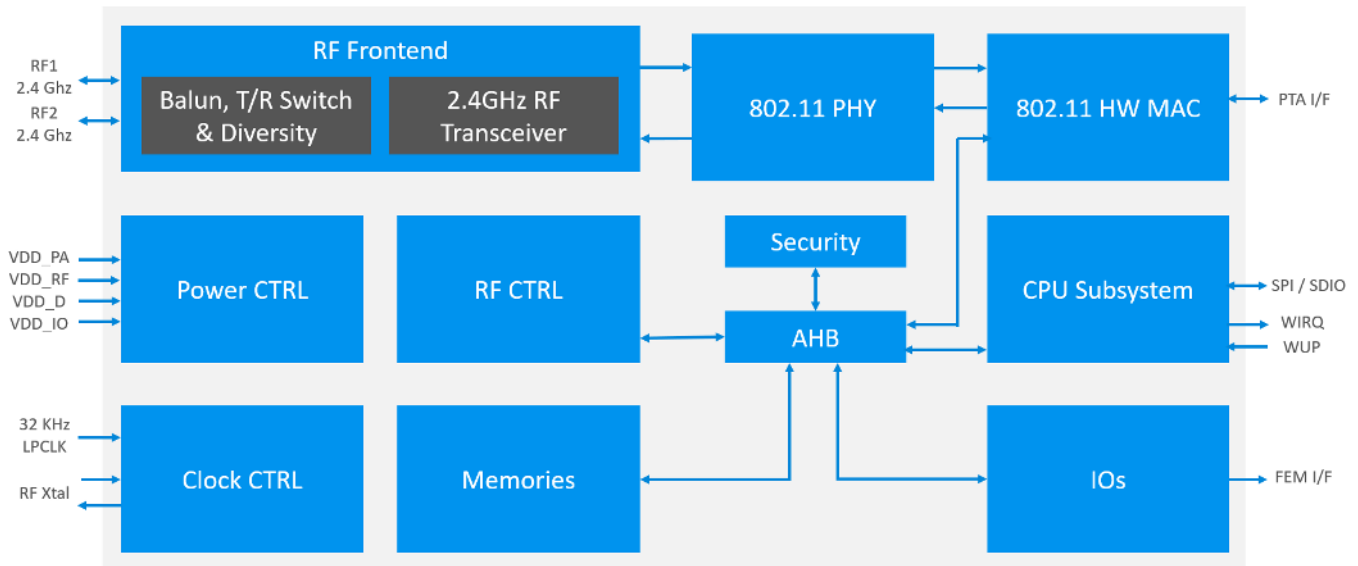 RF Frontend
Balun, T/R Switch
& Diversity
2.4GHz RF
Transceiver
802.11 PHY
802.11 HW MAC
RF1
2.4 Ghz
RF2
2.4 Ghz
PTA I/F
Power CTRL
RF CTRL
Security
AHB
CPU Subsystem
VDD_PA
VDD_RF
VDD_D
VDD_IO
SPI / SDIO
WIRQ
WUP
32 KHz
LPCLK
RF Xtal
Clock CTRL
Memories
IOs
FEM I/F